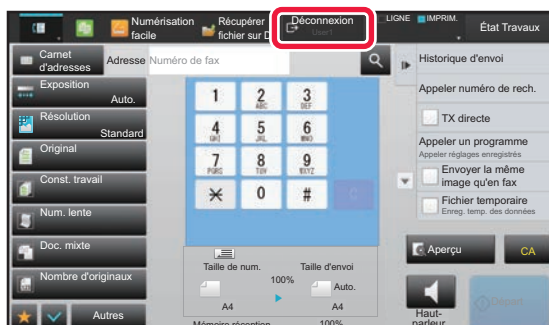 Numérisation facile
Récupérer fichier sur D
Déconnexion
User1
LIGNE
IMPRIM.
État Travaux
Carnet d'adresses
Adresse
Numéro de fax
Exposition
Auto.
Résolution
Standard
Original
Const. travail
Num. lente
Doc. mixte
Nombre d'originaux
Autres
1
2
ABC
3
DEF
4
GHI
5
JKL
6
MNO
7
PQRS
8
TUV
9
WXYZ
0
#
Taille de num.
Taille d'envoi
100%
Auto.
A4
A4
Mémoire réception
100%
Historique d'envoi
Appeler numéro de rech.
TX directe
Appeler un programme
Appeler réglages enregistrés
Envoyer la même
image qu'en fax
Fichier temporaire
Enreg. temp. des données
Aperçu
CA
Haut-
parleur
Départ